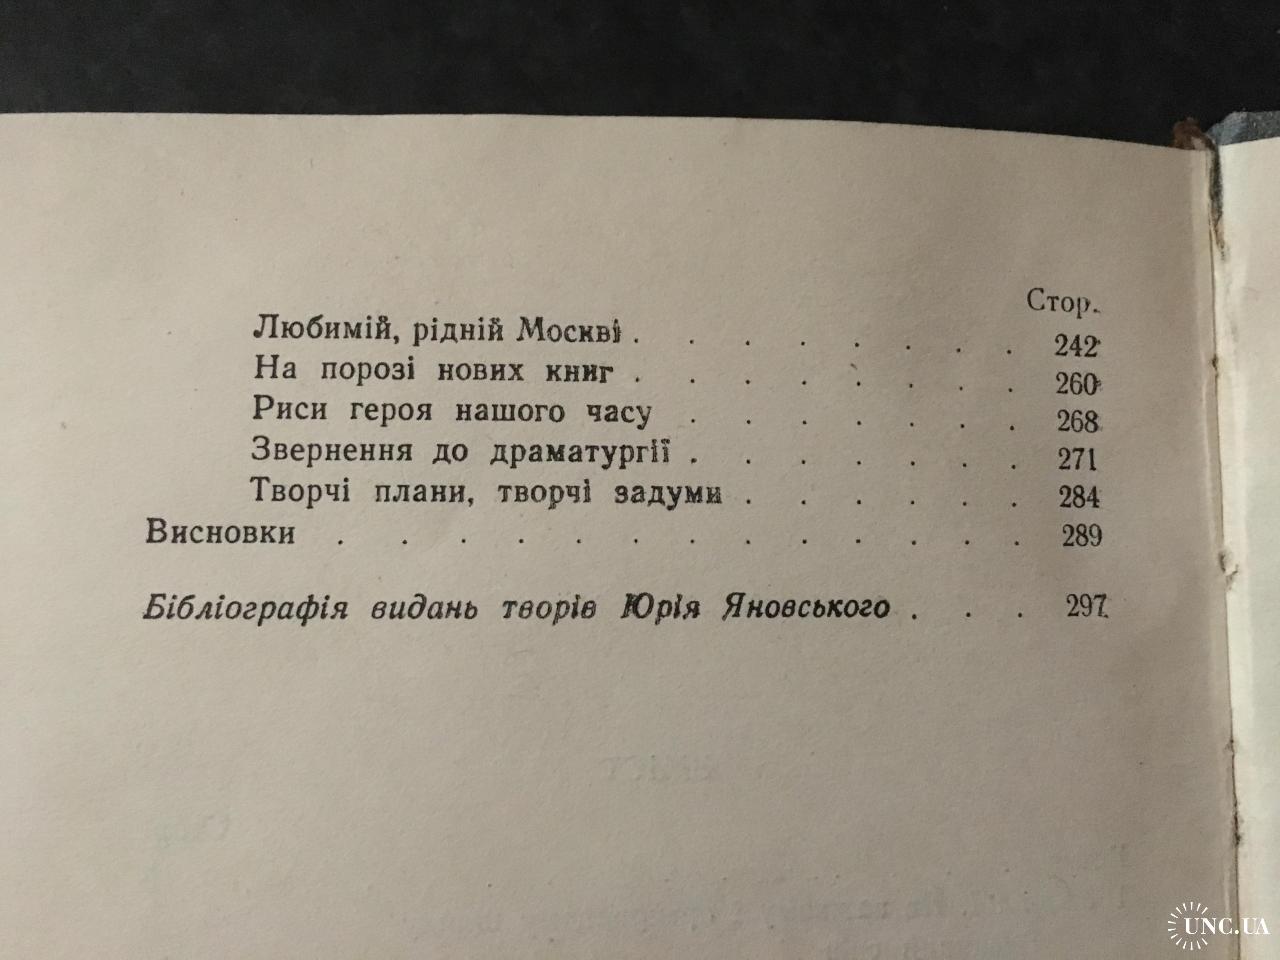 Стор.
Любимій, рідній Москві . . . . . . . . 242
На порозі нових книг . . . . . . . . 260
Риси героя нашого часу . . . . . . . 268
Звернення до драматургії . . . . . . . 271
Творчі плани, творчі задуми . . . . . . 284
Висновки . . . . . . . . . . . . . 289
Бібліографія видань творів Юрія Яновського . . . 297
UNC.UA